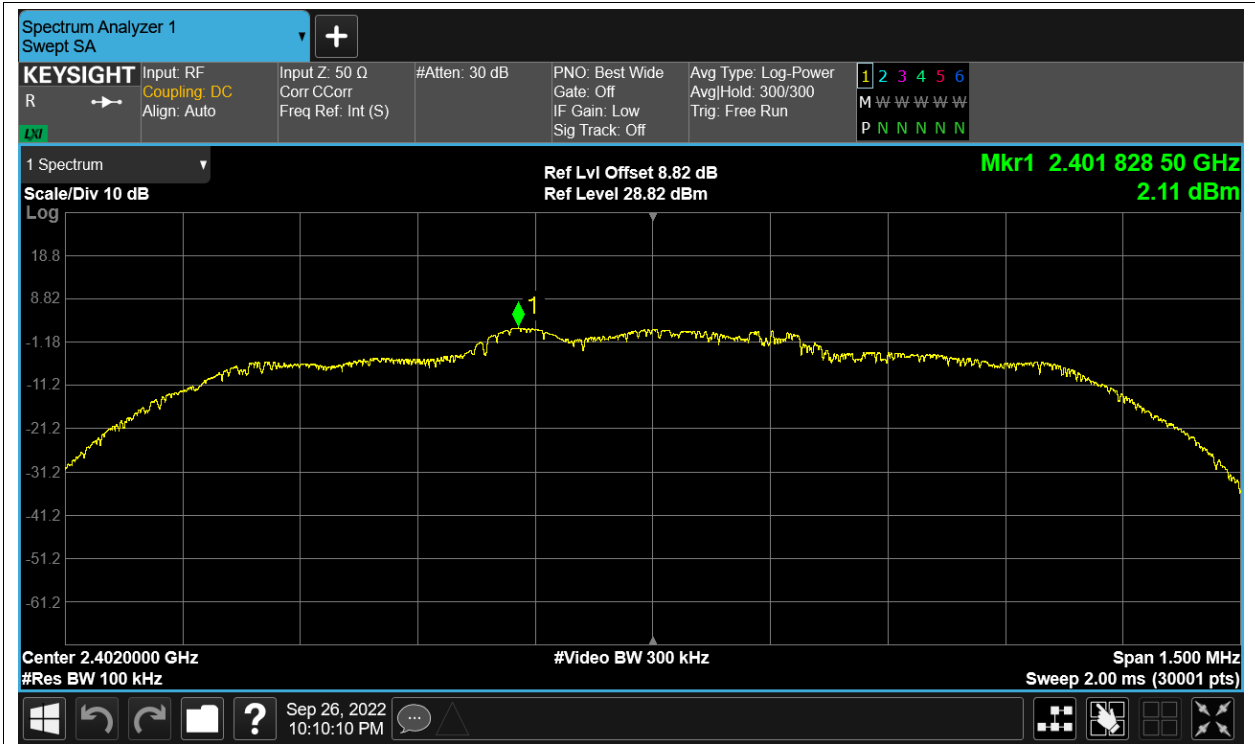 Spectrum Analyzer 1
Swept SA
KEYSIGHT
R
LXI
Input: RF
Coupling: DC
Align: Auto
Input Z: 50 Ω
Corr CCorr
Freq Ref: Int (S)
#Atten: 30 dB
PNO: Best Wide
Gate: Off
IF Gain: Low
Sig Track: Off
Avg Type: Log-Power
Avg|Hold: 300/300
Trig: Free Run
1 2 3 4 5 6
M W W W W W
P N N N N N
1 Spectrum
Scale/Div 10 dB
Log
Ref Lvl Offset 8.82 dB
Ref Level 28.82 dBm
Mkr1 2.401 828 50 GHz
2.11 dBm
18.8
8.82
1
-1.18
-11.2
-21.2
-31.2
-41.2
-51.2
-61.2
Center 2.4020000 GHz
#Video BW 300 kHz
Span 1.500 MHz
#Res BW 100 kHz
Sweep 2.00 ms (30001 pts)
?
Sep 26, 2022
10:10:10 PM